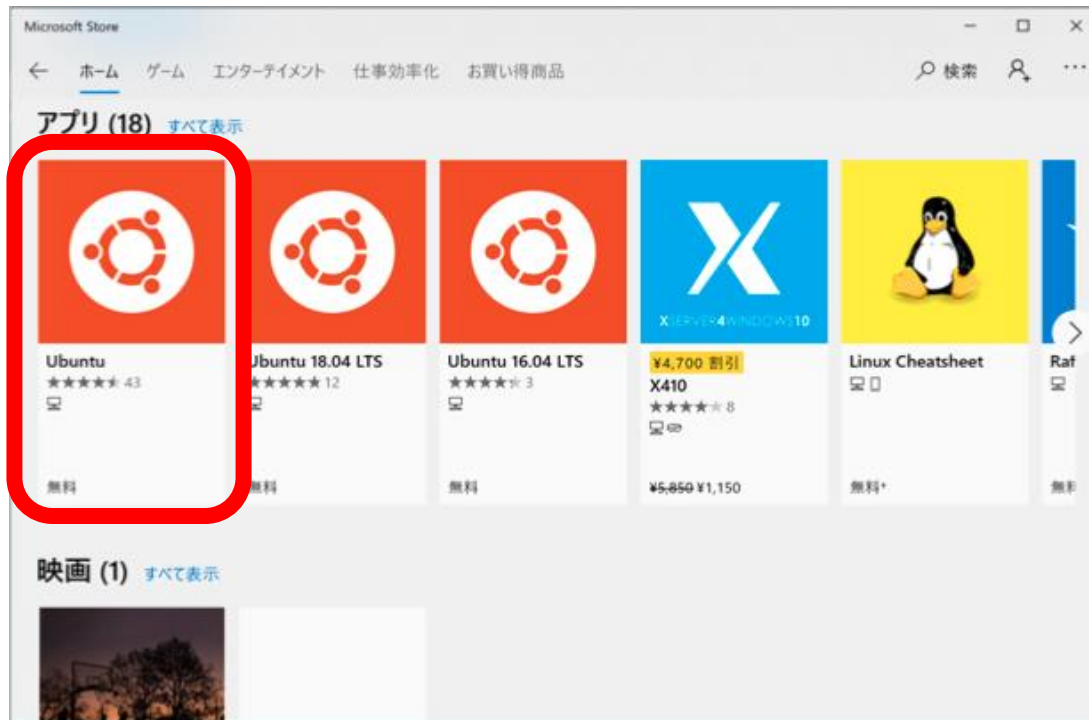 Microsoft Store
ホーム ゲーム エンターテイメント 仕事効率化 お買い得商品 検索
アプリ (18) すべて表示
XSERVER4WINDOWS10
Ubuntu
43
無料
Ubuntu 18.04 LTS
12
無料
Ubuntu 16.04 LTS
3
無料
¥4,700 割引
X410
8
¥5,850 ¥1,150
Linux Cheatsheet
無料+
映画 (1) すべて表示